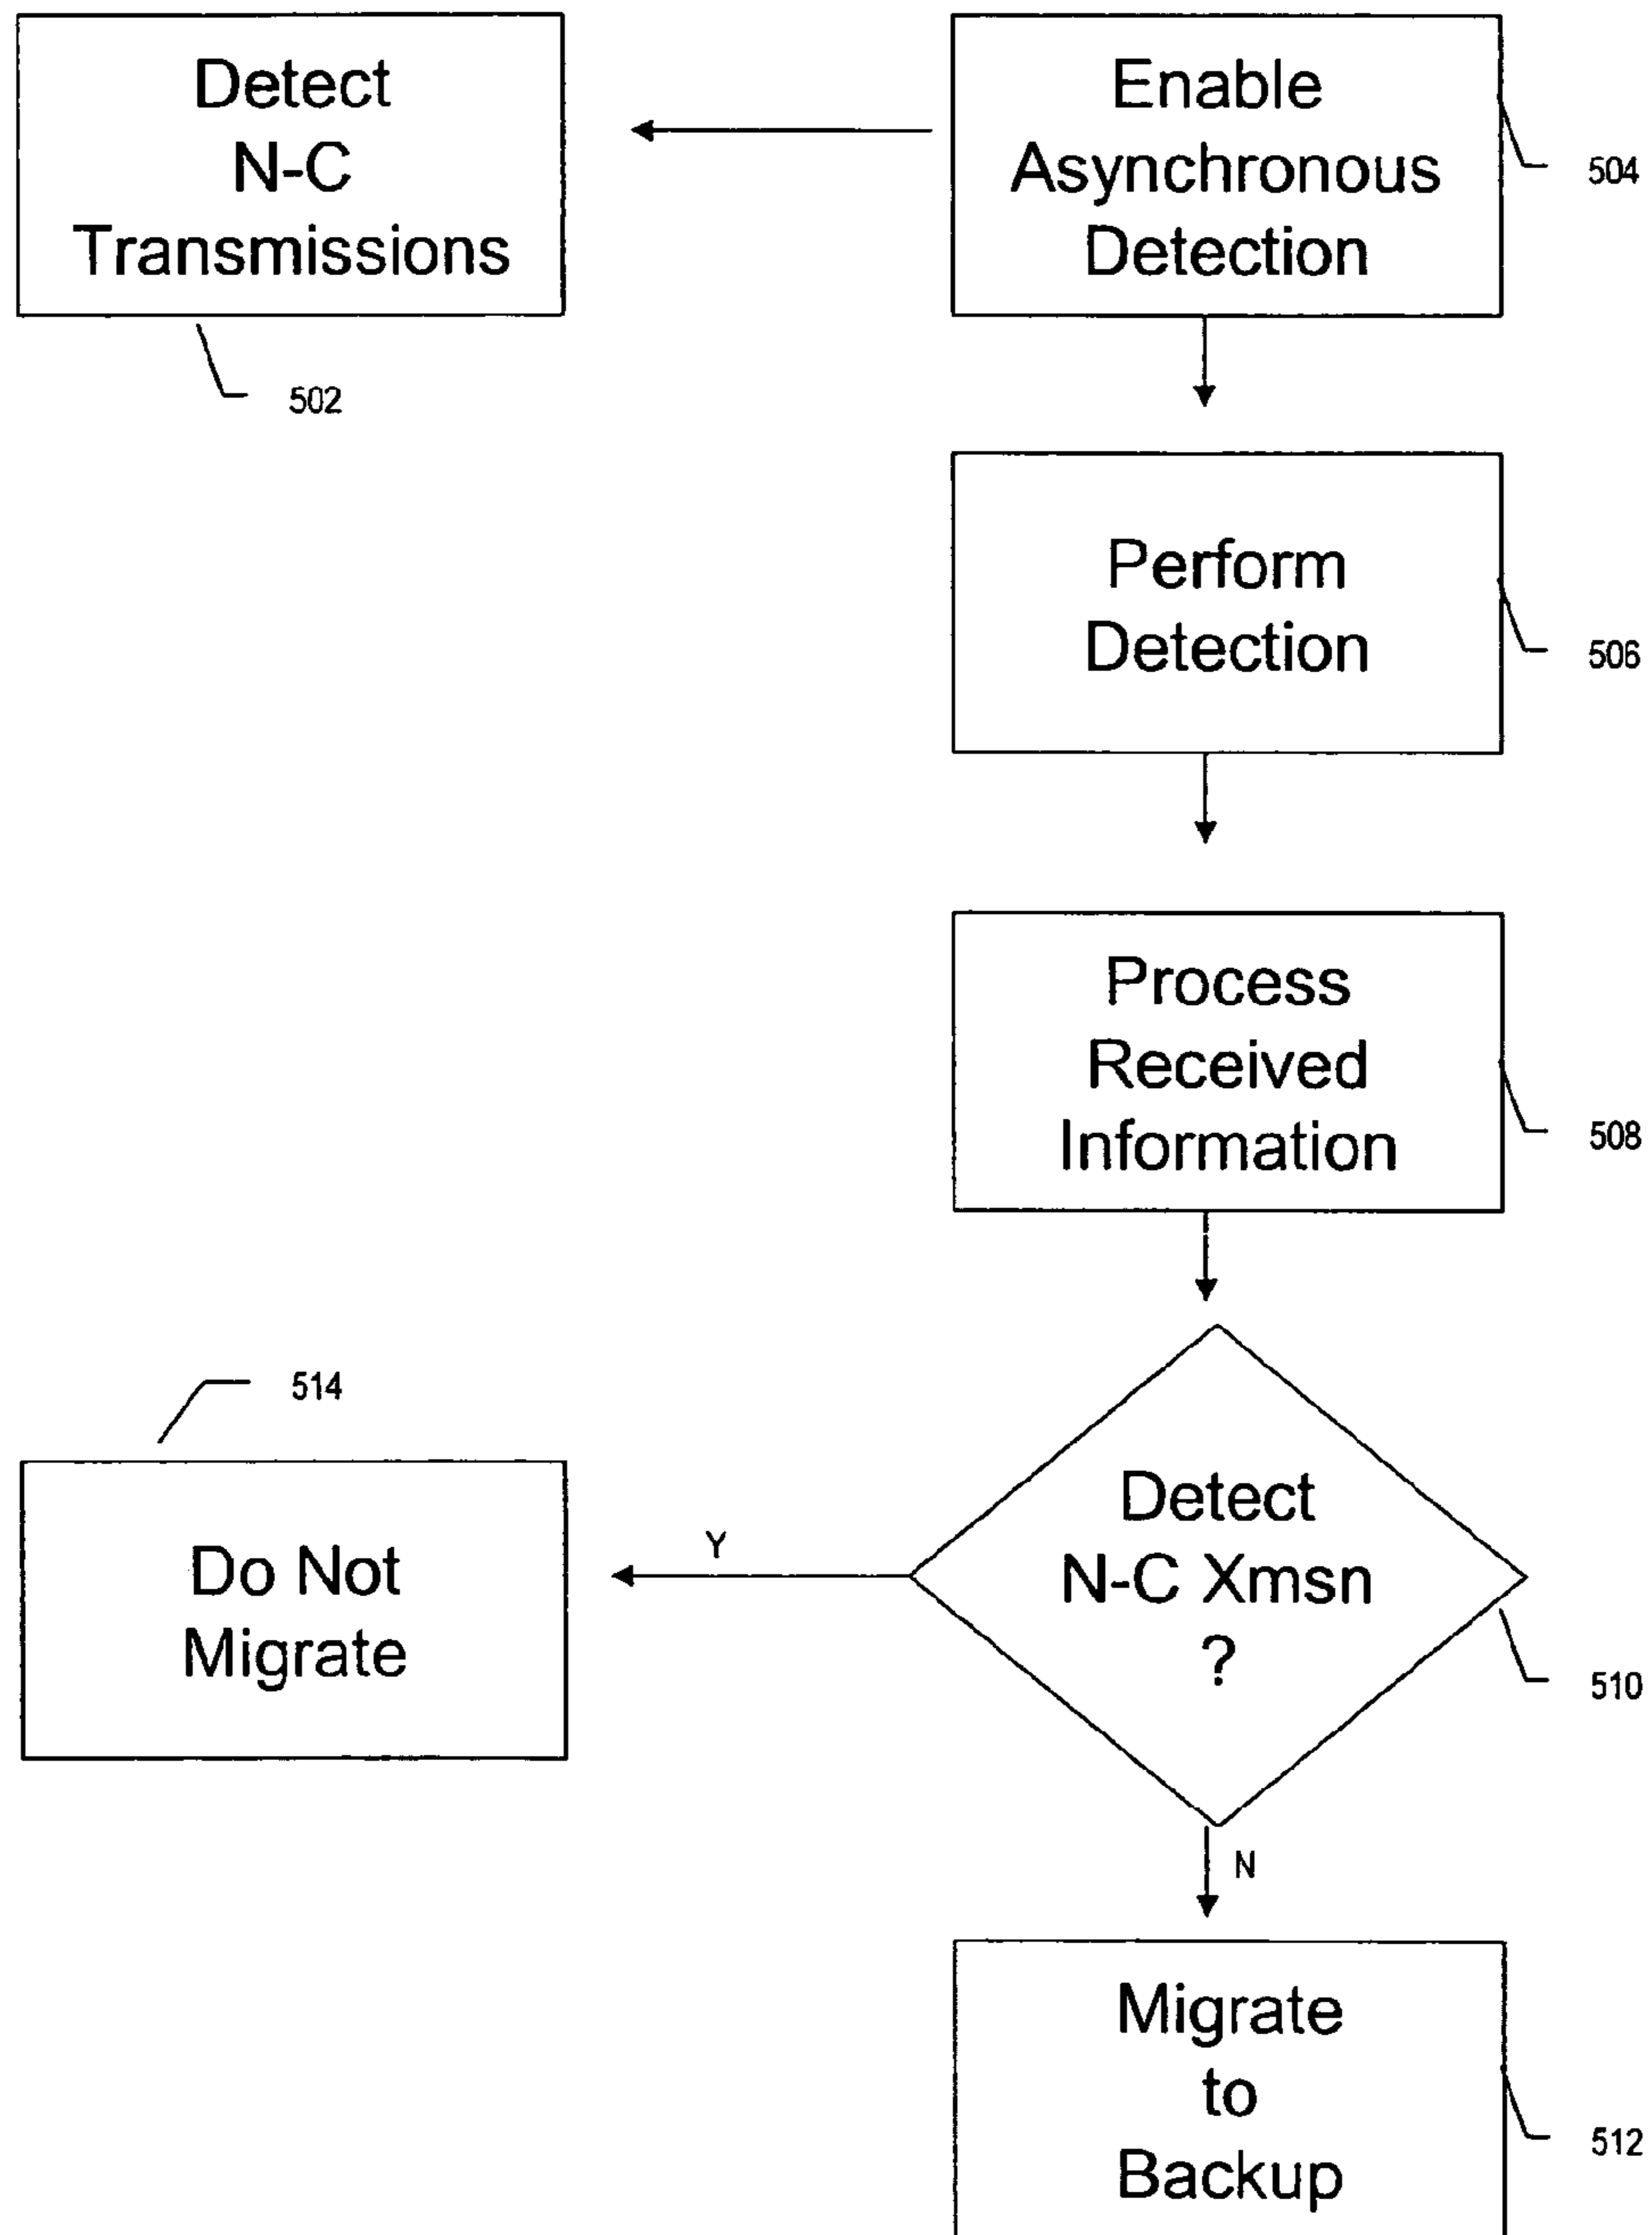 Detect
N-C
Transmissions
502
Enable
Asynchronous
Detection
504
Perform
Detection
506
Process
Received
Information
508
514
Do Not
Migrate
Y
Detect
N-C Xmsn
?
510
N
Migrate
to
Backup
512